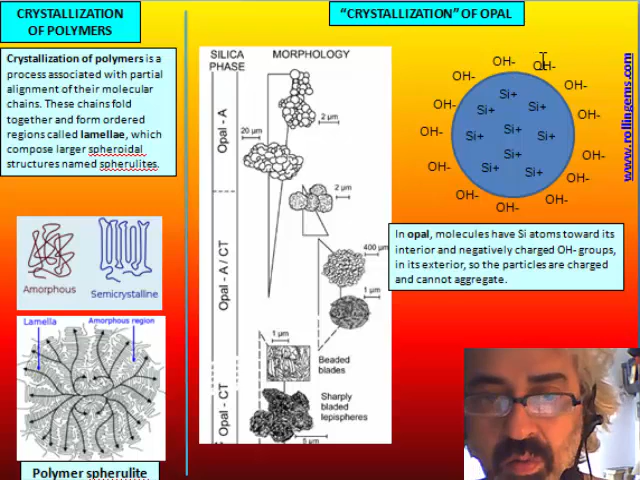 CRYSTALLIZATION
OF POLYMERS
Crystallization of polymers is a
process associated with partial
alignment of their molecular
chains. These chains fold
together and form ordered
regions called lamellae, which
compose larger spheroidal
structures named spherulites.
Amorphous
Semicrystalline
Lamella
Amorphous region
Polymer spherulite
"CRYSTALLIZATION" OF OPAL
SILICA
PHASE
MORPHOLOGY
Opal - A
Opal - A / CT
Opal - CT
2 μm
20 μm
2 μm
400 μm
1 μm
1 μm
Beaded
blades
Sharply
bladed
lepispheres
5 μm
OH-
OH-
OH-
OH-
OH-
OH-
OH-
OH-
OH-
OH-
OH-
OH-
OH-
OH-
Si+
Si+
Si+
Si+
Si+
Si+
Si+
Si+
Si+
In opal, molecules have Si atoms toward its
interior and negatively charged OH- groups,
in its exterior, so the particles are charged
and cannot aggregate.
www.rollingems.com